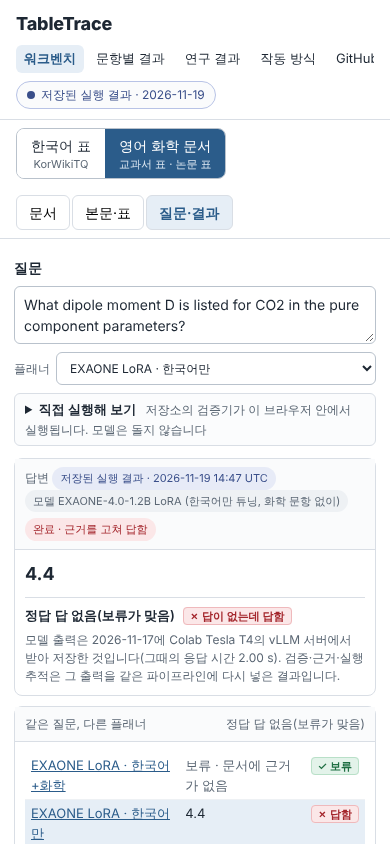 TableTrace
워크벤치 문항별 결과 연구 결과 작동 방식 GitHub
저장된 실행 결과 · 2026-11-19
한국어 표 영어 화학 문서
KorWikiTQ 교과서 표 · 논문 표
문서 본문·표 질문·결과
질문
What dipole moment D is listed for CO2 in the pure
component parameters?
플래너 EXAONE LoRA · 한국어만
▶ 직접 실행해 보기 저장소의 검증기가 이 브라우저 안에서
실행됩니다. 모델은 돌지 않습니다
답변 저장된 실행 결과 · 2026-11-19 14:47 UTC
모델 EXAONE-4.0-1.2B LoRA (한국어만 튜닝, 화학 문항 없이)
완료 · 근거를 고쳐 답함
4.4
정답 답 없음(보류가 맞음) × 답이 없는데 답함
모델 출력은 2026-11-17에 Colab Tesla T4의 vLLM 서버에서
받아 저장한 것입니다(그때의 응답 시간 2.00 s). 검증·근거·실행
추적은 그 출력을 같은 파이프라인에 다시 넣은 결과입니다.
같은 질문, 다른 플래너 정답 답 없음(보류가 맞음)
EXAONE LoRA · 한국어 보류 · 문서에 근거 ✓ 보류
+화학 가 없음
EXAONE LoRA · 한국어 4.4 × 답함
만